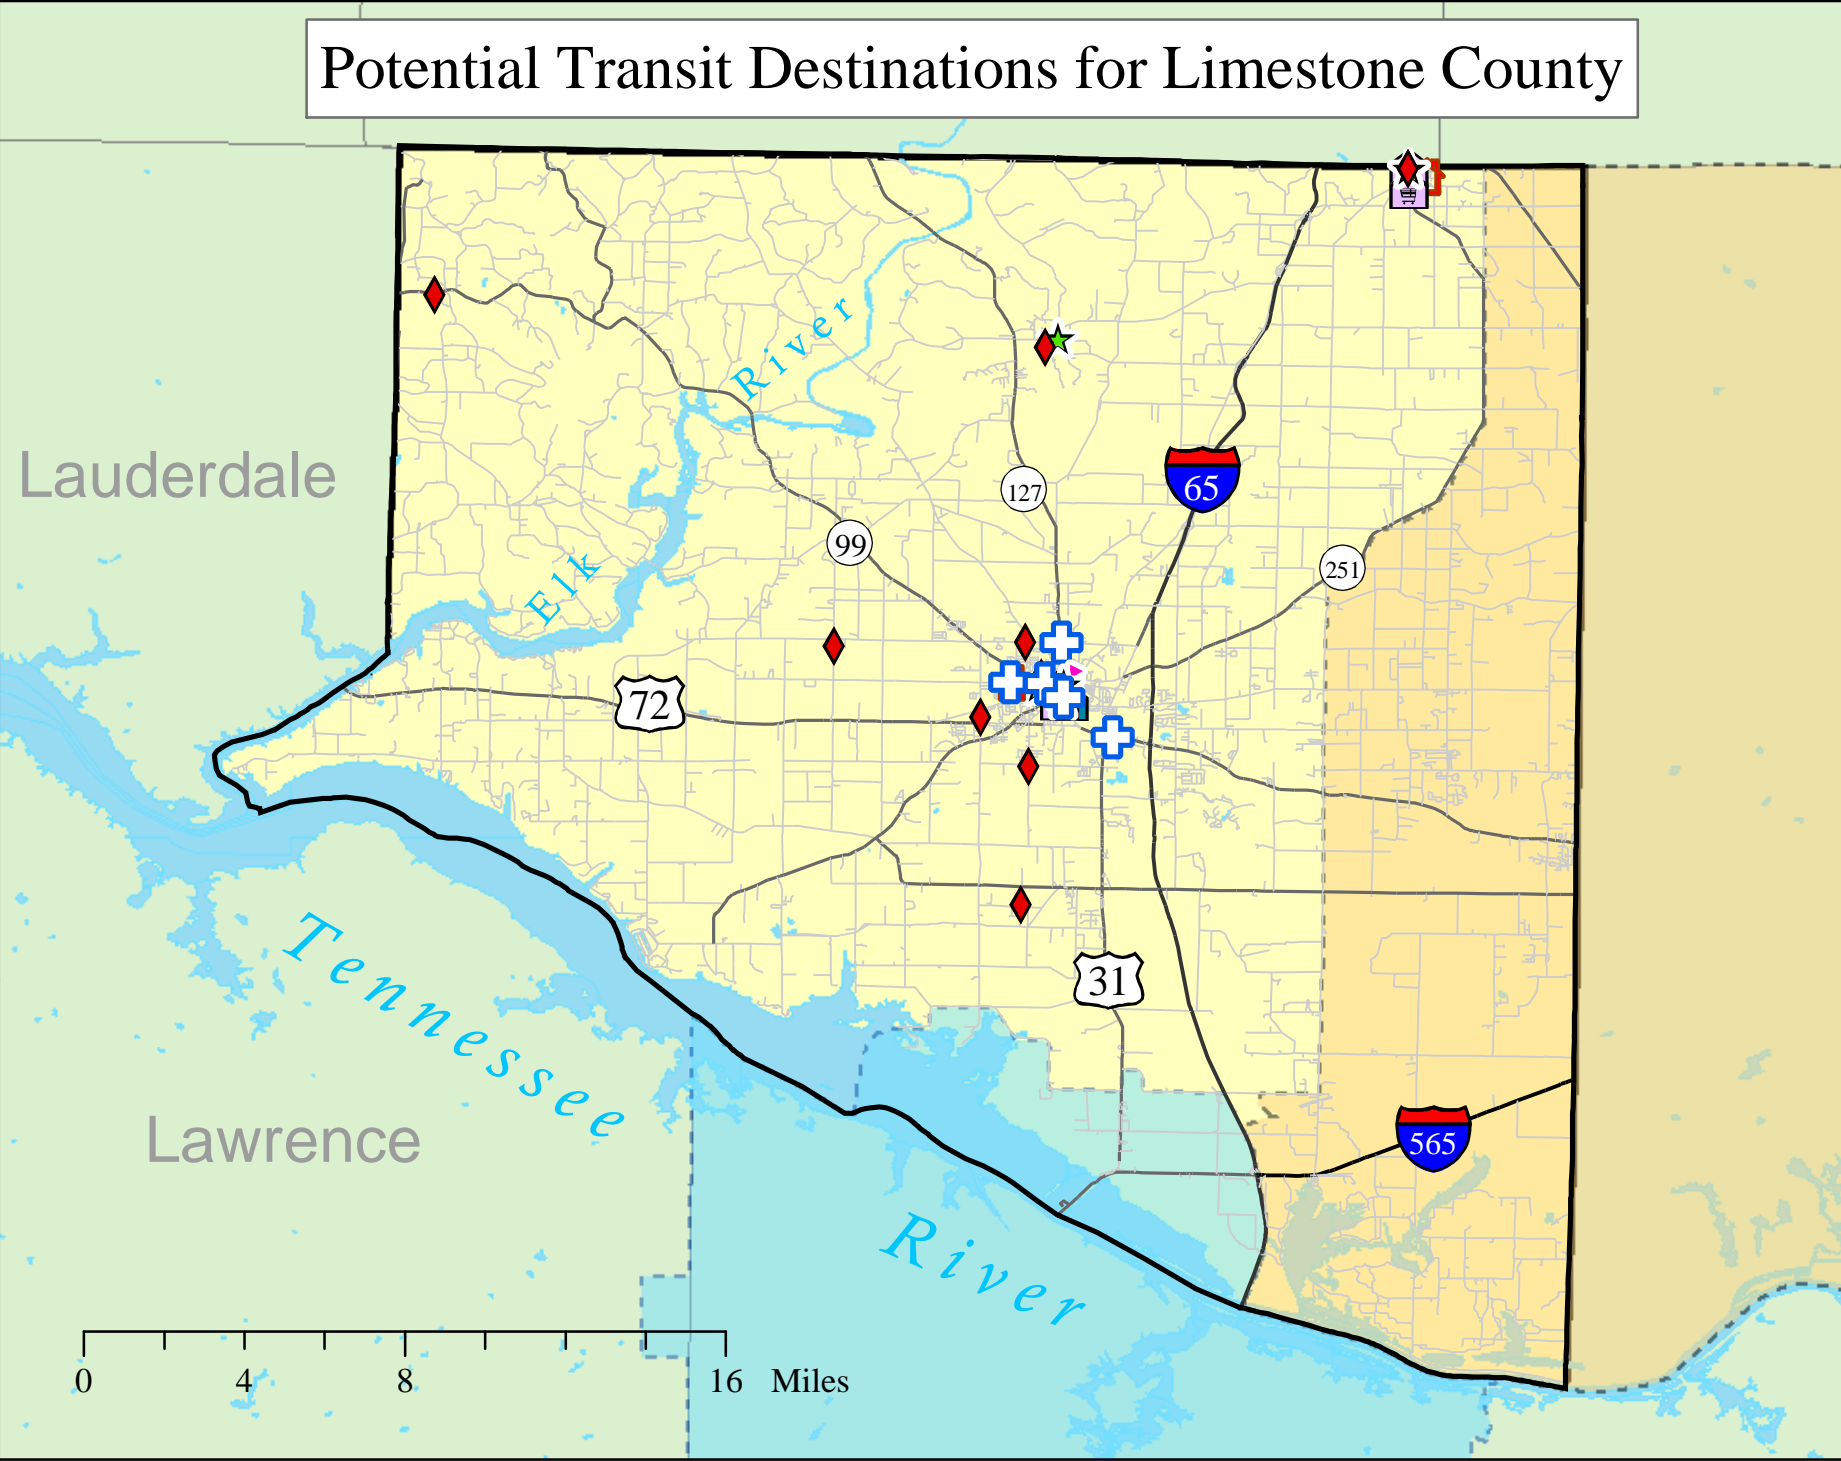 Potential Transit Destinations for Limestone County
River
Lauderdale
127
65
99
251
Elk
72
Tennessee
31
Lawrence
565
River
0 4 8 16 Miles